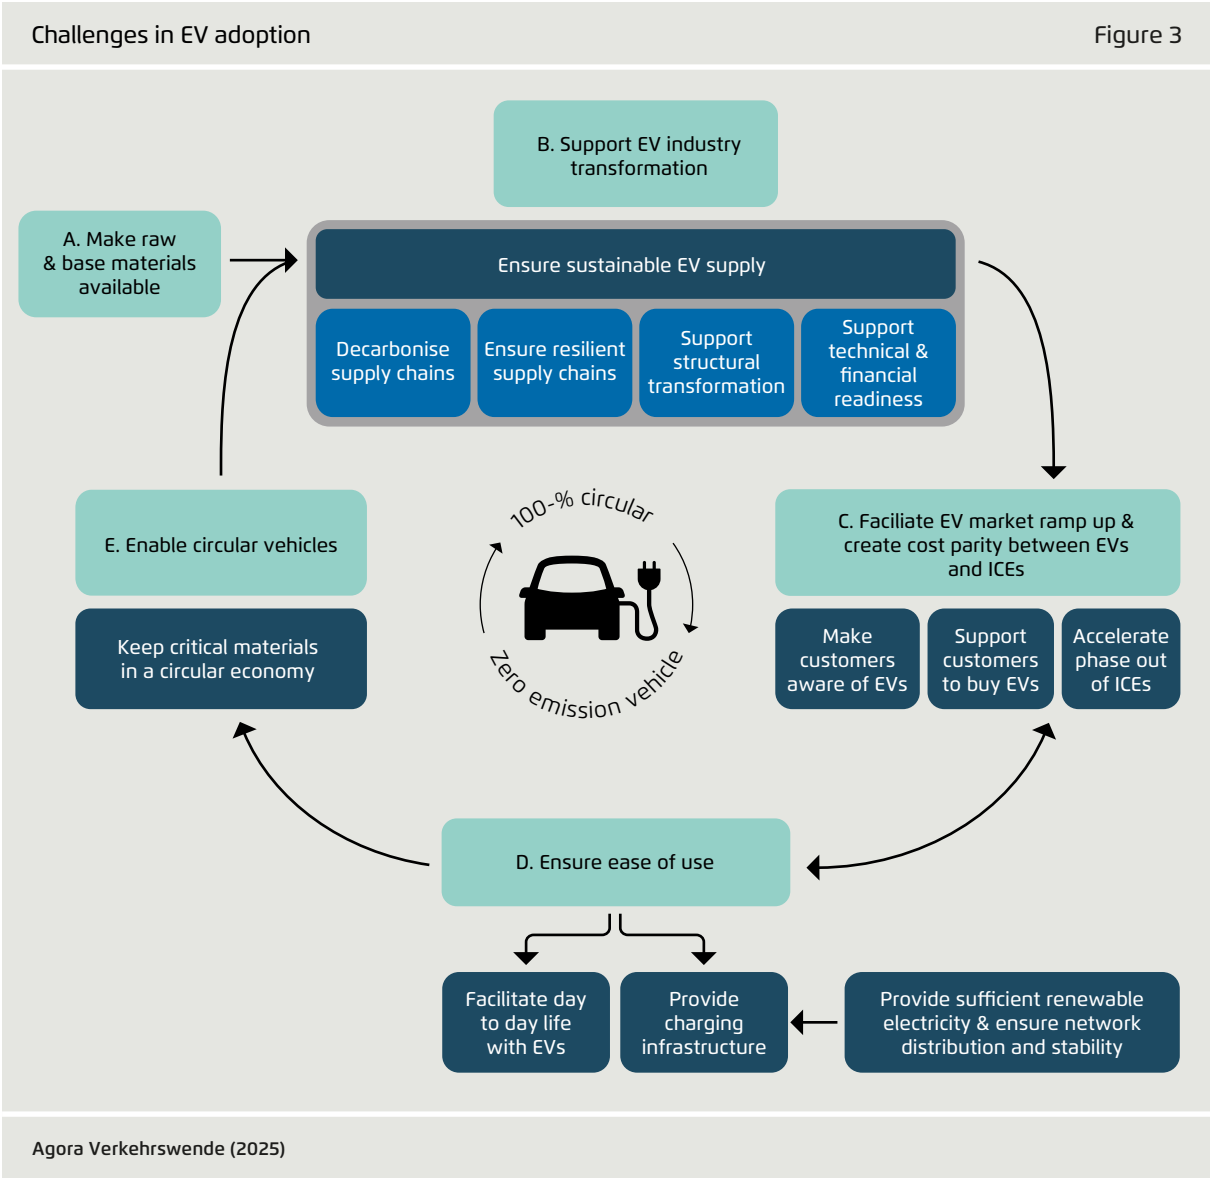 Challenges in EV adoption
Figure 3
B. Support EV industry
transformation
A. Make raw
& base materials
available
Ensure sustainable EV supply
Decarbonise
supply chains
Ensure resilient
supply chains
Support
structural
transformation
Support
technical &
financial
readiness
E. Enable circular vehicles
Keep critical materials
in a circular economy
100-% circular
Zero emission vehicle
C. Faciliate EV market ramp up &
create cost parity between EVs
and ICEs
Make
customers
aware of EVs
Support
customers
to buy EVs
Accelerate
phase out
of ICEs
D. Ensure ease of use
Facilitate day
to day life
with EVs
Provide
charging
infrastructure
Provide sufficient renewable
electricity & ensure network
distribution and stability
Agora Verkehrswende (2025)